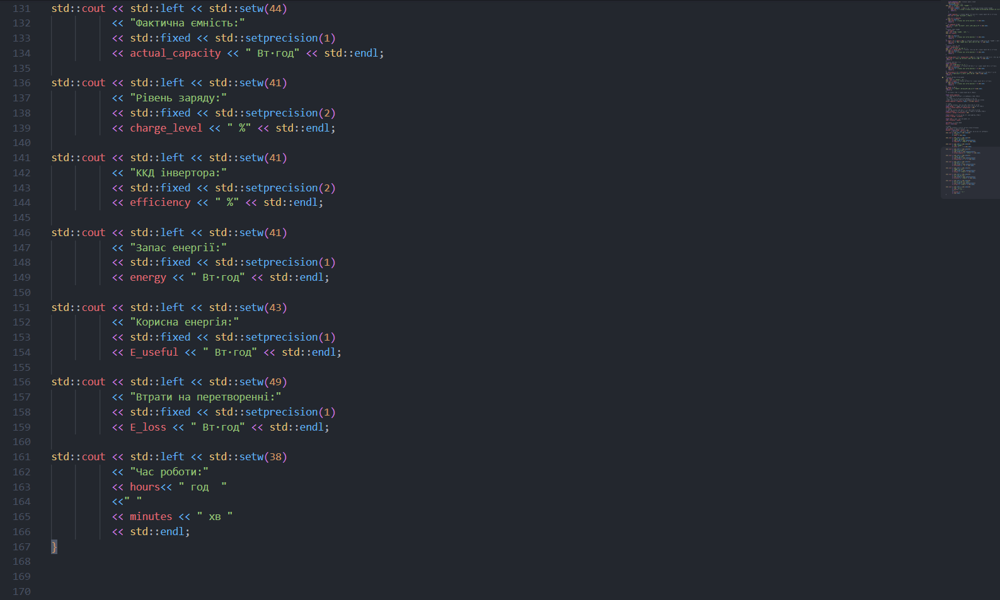 131 std::cout << std::left << std::setw(44)
132 << "Фактична ємність:"
133 << std::fixed << std::setprecision(1)
134 << actual_capacity << " Вт·год" << std::endl;
135
136 std::cout << std::left << std::setw(41)
137 << "Рівень заряду:"
138 << std::fixed << std::setprecision(2)
139 << charge_level << " %" << std::endl;
140
141 std::cout << std::left << std::setw(41)
142 << "ККД інвертора:"
143 << std::fixed << std::setprecision(2)
144 << efficiency << " %" << std::endl;
145
146 std::cout << std::left << std::setw(41)
147 << "Запас енергії:"
148 << std::fixed << std::setprecision(1)
149 << energy << " Вт·год" << std::endl;
150
151 std::cout << std::left << std::setw(43)
152 << "Корисна енергія:"
153 << std::fixed << std::setprecision(1)
154 << E_useful << " Вт·год" << std::endl;
155
156 std::cout << std::left << std::setw(49)
157 << "Втрати на перетворенні:"
158 << std::fixed << std::setprecision(1)
159 << E_loss << " Вт·год" << std::endl;
160
161 std::cout << std::left << std::setw(38)
162 << "Час роботи:"
163 << hours<< " год  "
164 <<" "
165 << minutes << " хв "
166 << std::endl;
167 }
168
169
170